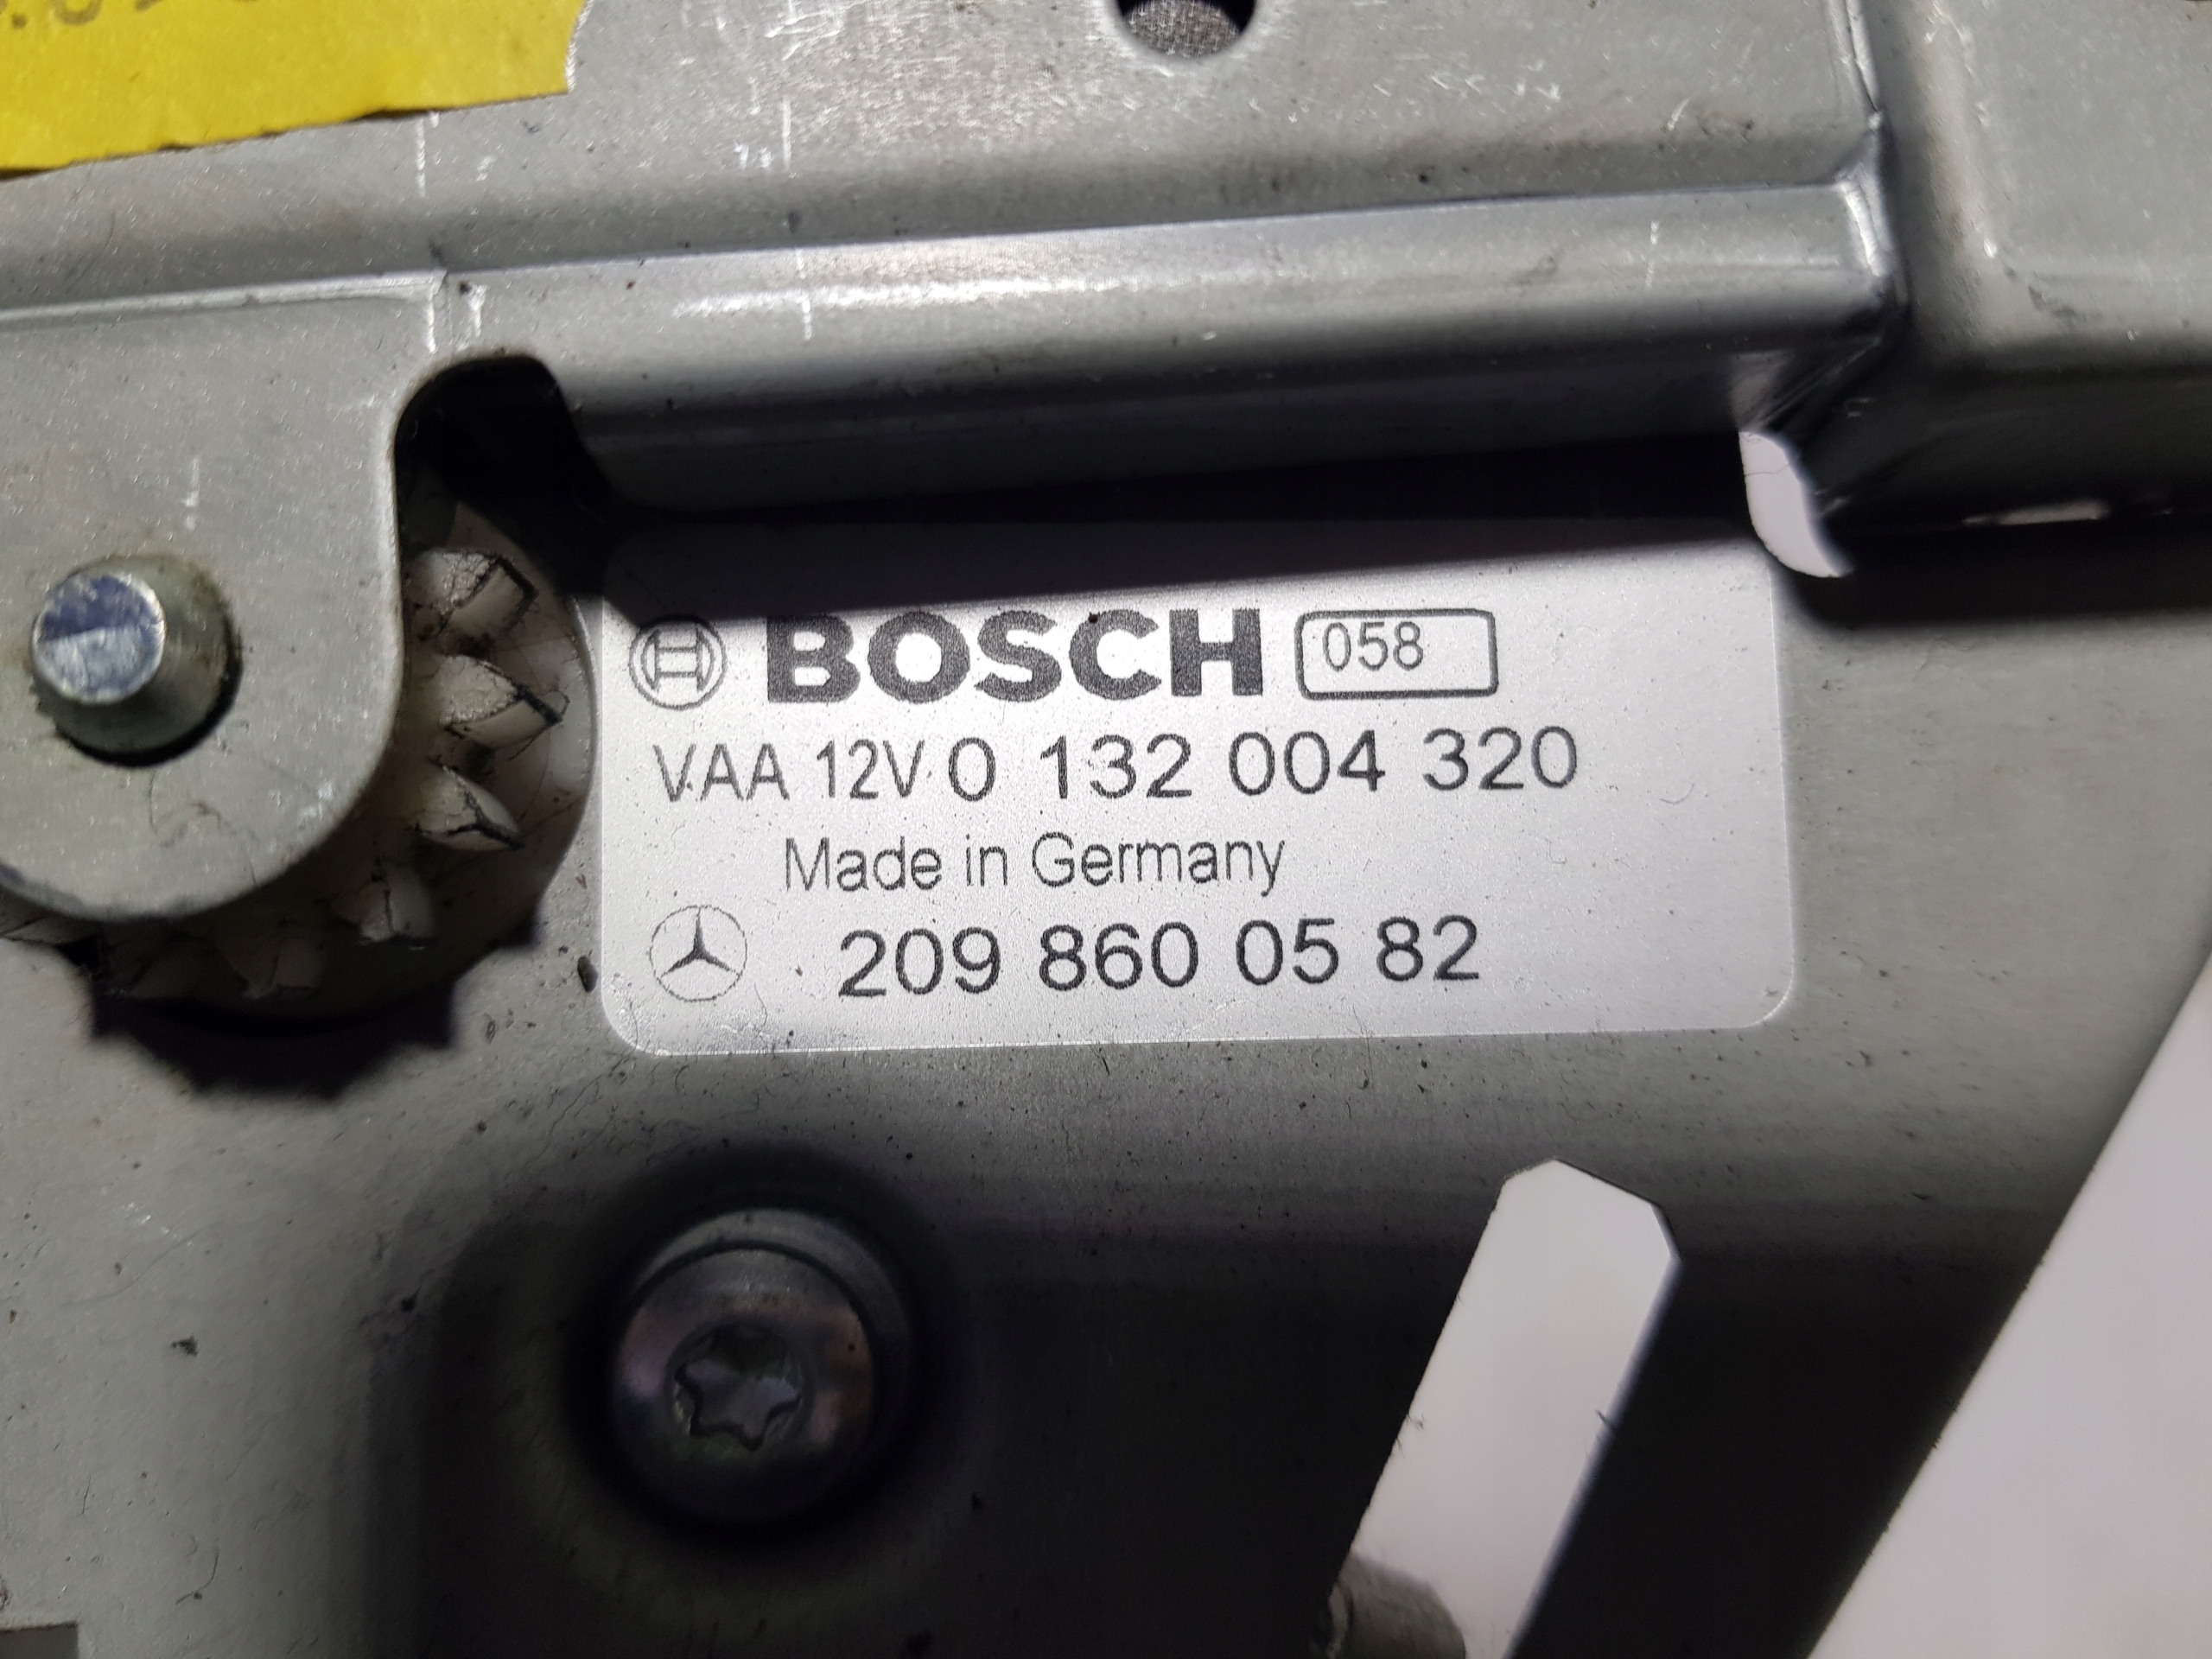 BOSCH 058
VAA 12V 0 132 004 320
Made in Germany
209 860 05 82